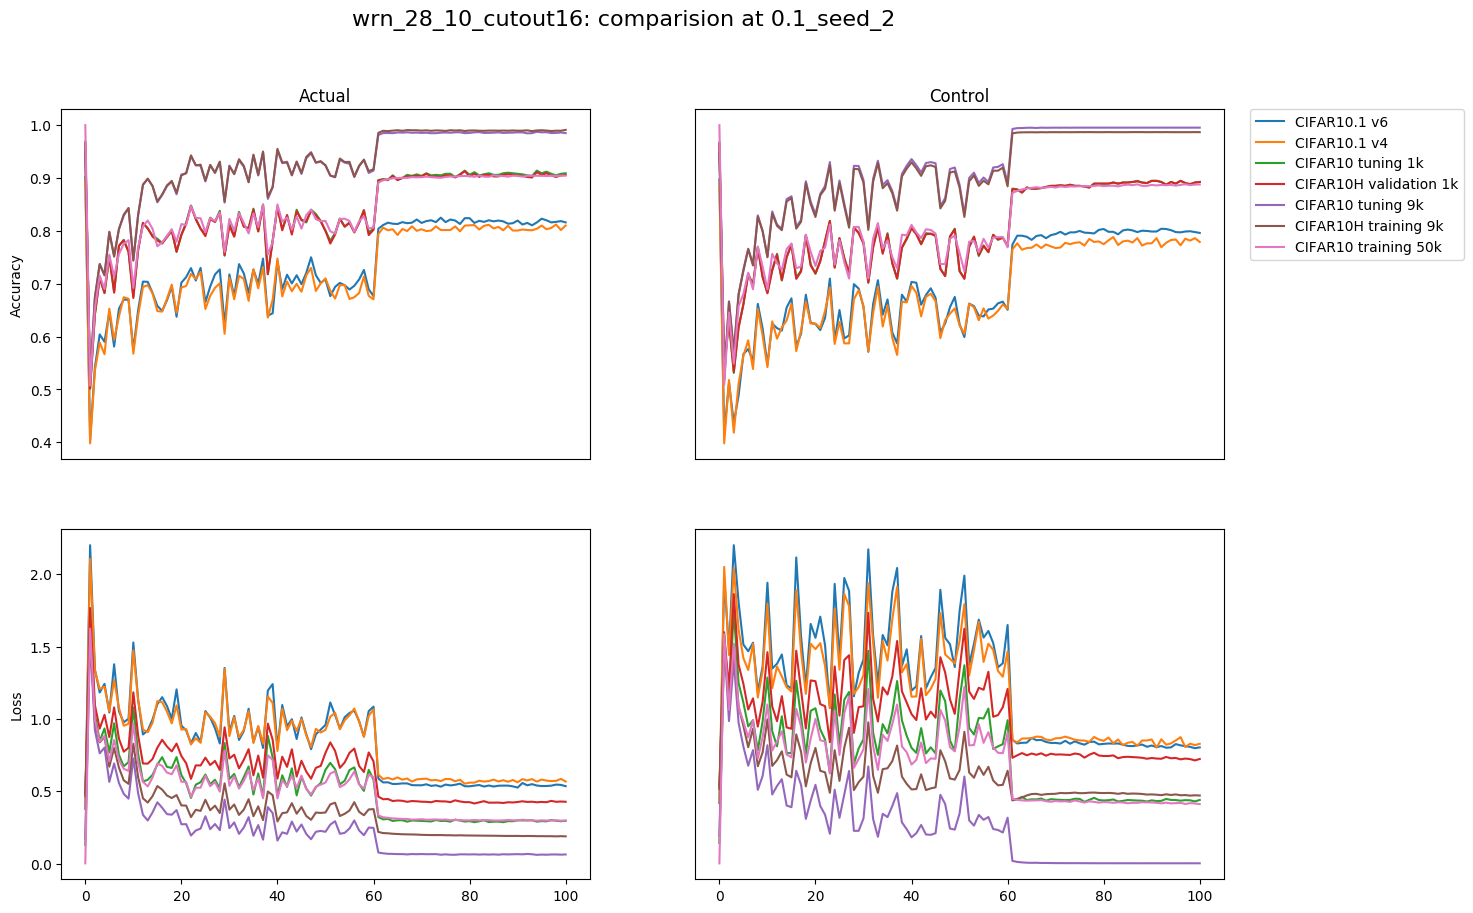 wrn_28_10_cutout16: comparision at 0.1_seed_2
Actual
Control
1.0
0.9
0.8
0.7
0.6
0.5
0.4
Accuracy
CIFAR10.1 v6
CIFAR10.1 v4
CIFAR10 tuning 1k
CIFAR10H validation 1k
CIFAR10 tuning 9k
CIFAR10H training 9k
CIFAR10 training 50k
2.0
1.5
1.0
0.5
0.0
Loss
0 20 40 60 80 100
0 20 40 60 80 100